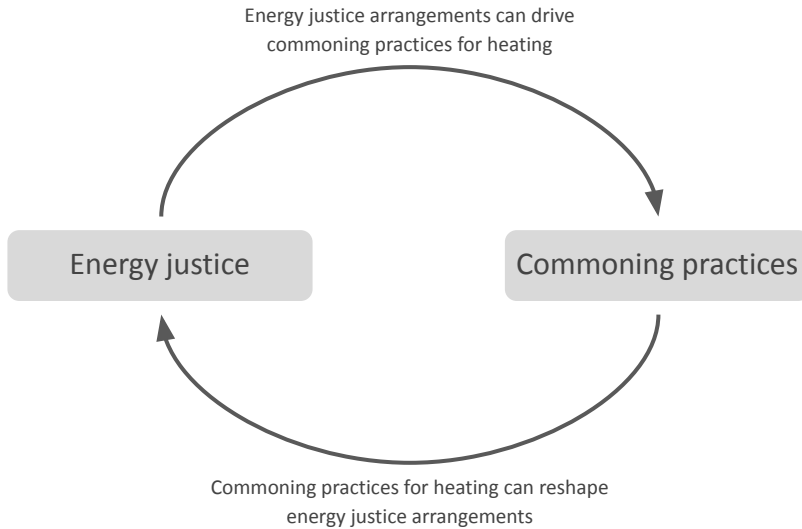 Energy justice arrangements can drive
commoning practices for heating
Energy justice
Commoning practices
Commoning practices for heating can reshape
energy justice arrangements